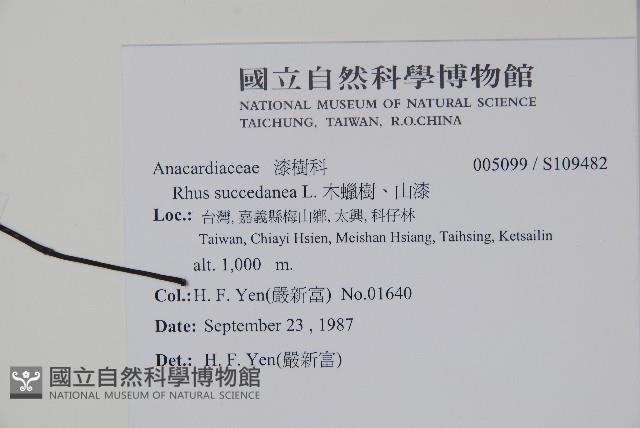 國立自然科學博物館
NATIONAL MUSEUM OF NATURAL SCIENCE
TAICHUNG, TAIWAN, R.O.CHINA
Anacardiaceae 漆樹科 005099 / S109482
Rhus succedanea L. 木蠟樹、山漆
Loc.: 台灣, 嘉義縣梅山鄉, 太興, 科仔林
Taiwan, Chiayi Hsien, Meishan Hsiang, Taihsing, Ketsailin
alt. 1,000 m.
Col.: H. F. Yen(嚴新富) No.01640
Date: September 23 , 1987
Det.: H. F. Yen(嚴新富)
國立自然科學博物館
NATIONAL MUSEUM OF NATURAL SCIENCE